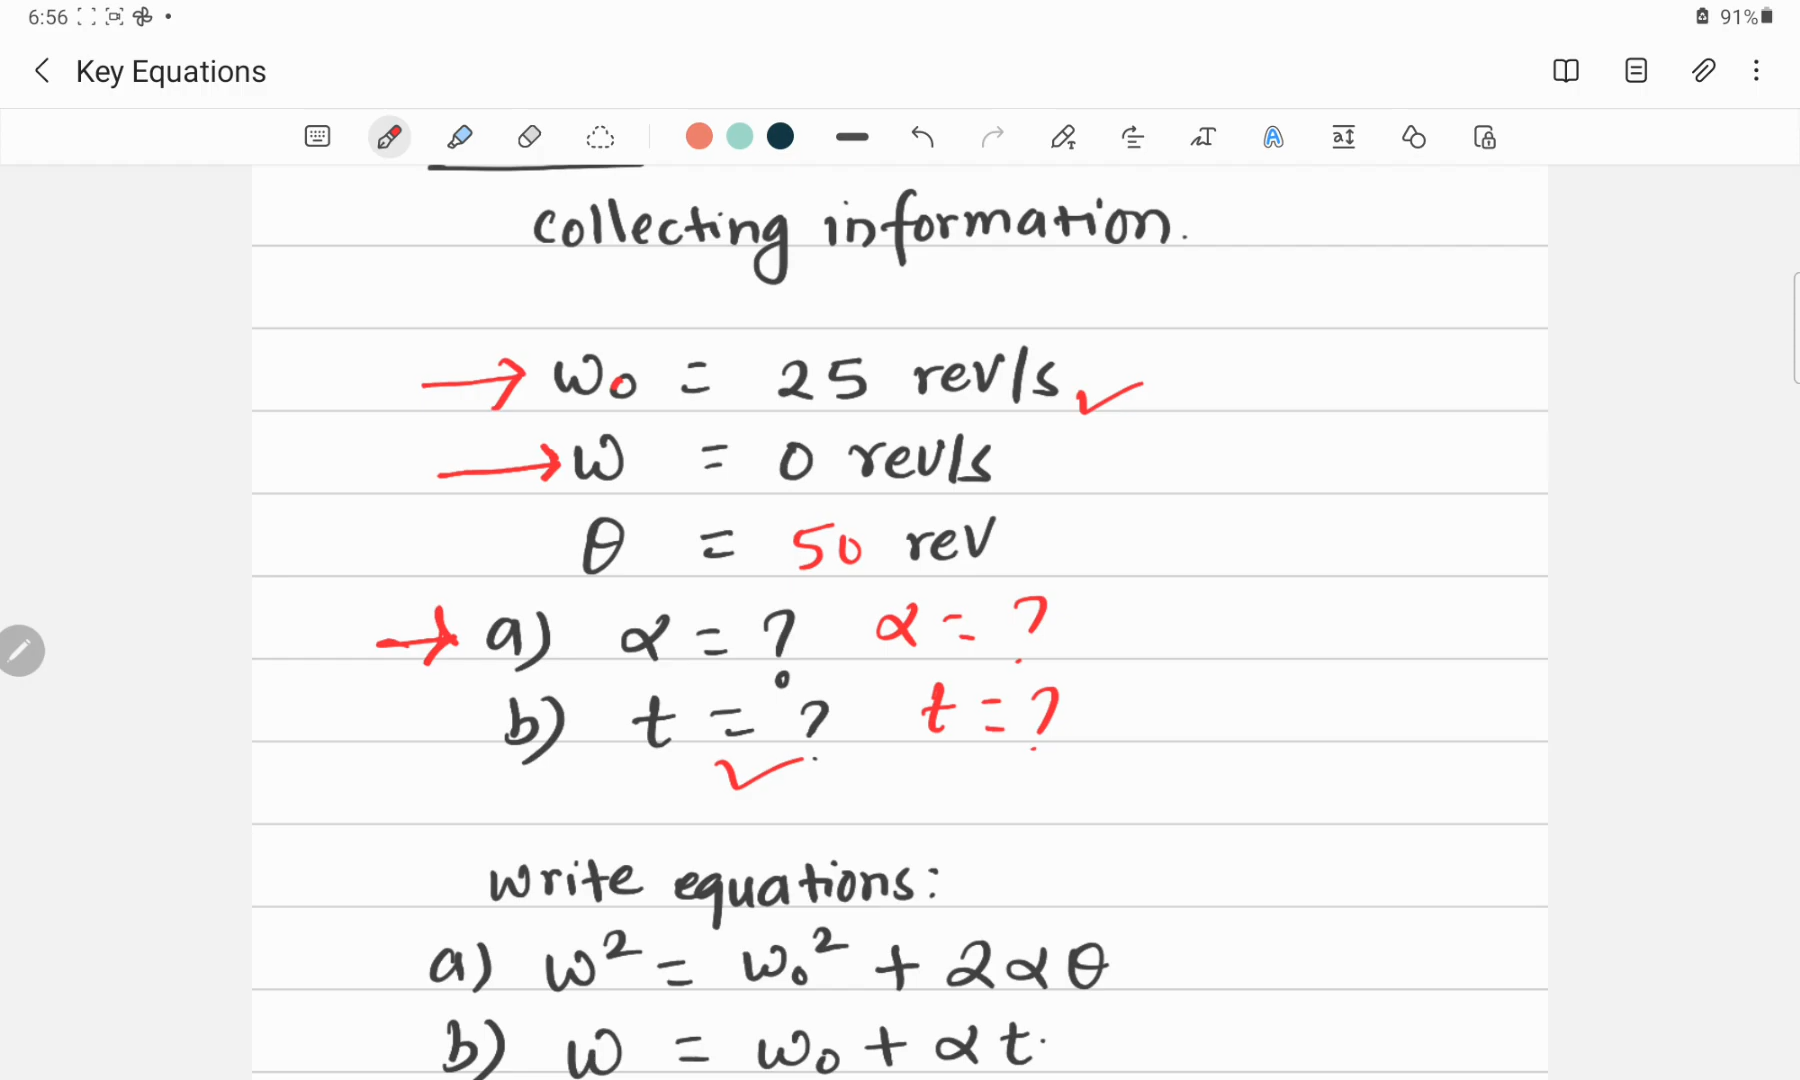 6:56
91%
Key Equations
collecting information.
ω₀ = 25 rev/s
ω = 0 rev/s
θ = 50 rev
a) α = ? α = ?
b) t = ? t = ?
write equations:
a) ω² = ω₀² + 2αθ
b) ω = ω₀ + αt.